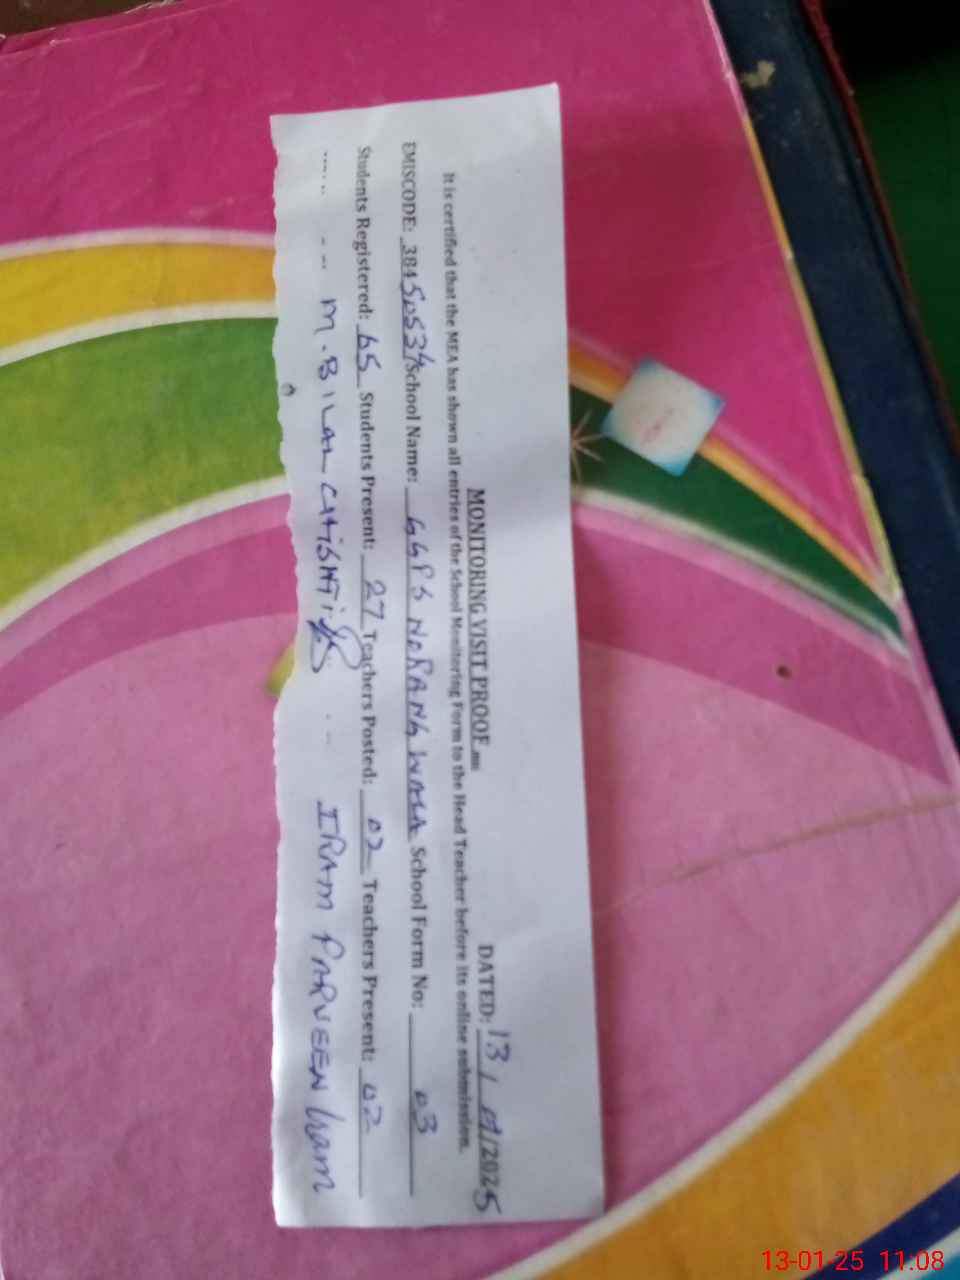 MONITORING VISIT PROOF DATED: 13/01/2025
It is certified that the MEA has shown all entries of the School Monitoring Form to the Head Teacher before its online submission.
EMISCODE: 38450534 School Name: GGPS NORANG WALA School Form No: 03
Students Registered: 65 Students Present: 27 Teachers Posted: 02 Teachers Present: 02
M. BILAL CHISHTI IRAM PARVEEN Iram
13-01-25 11:08